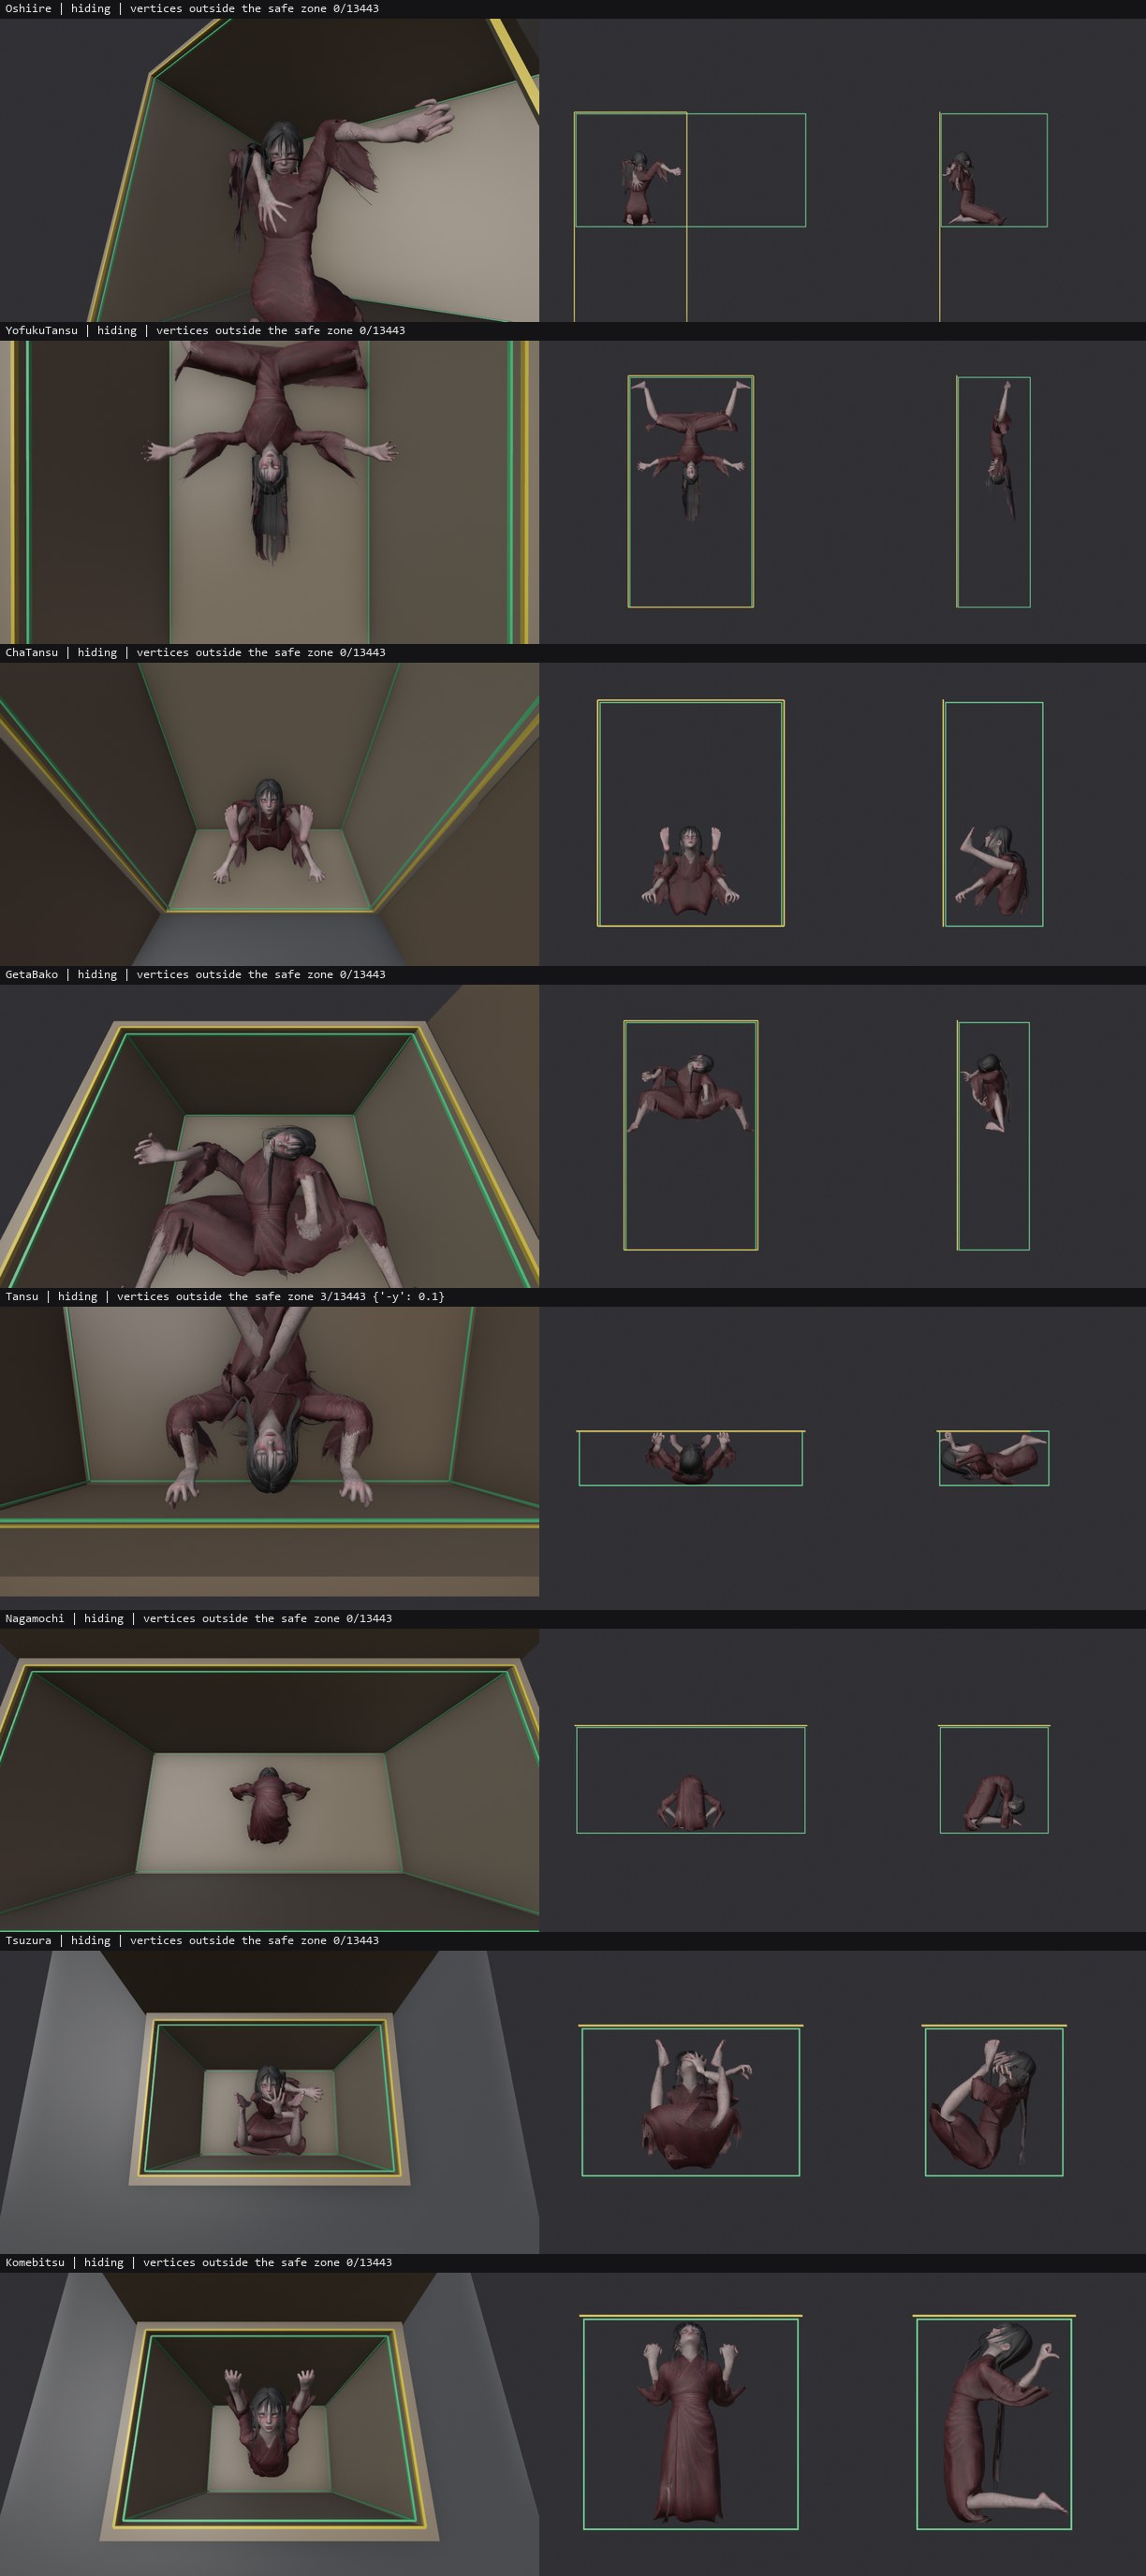 Oshiire | hiding | vertices outside the safe zone 0/13443
YofukuTansu | hiding | vertices outside the safe zone 0/13443
ChaTansu | hiding | vertices outside the safe zone 0/13443
GetaBako | hiding | vertices outside the safe zone 0/13443
Tansu | hiding | vertices outside the safe zone 3/13443 {'-y': 0.1}
Nagamochi | hiding | vertices outside the safe zone 0/13443
Tsuzura | hiding | vertices outside the safe zone 0/13443
Komebitsu | hiding | vertices outside the safe zone 0/13443